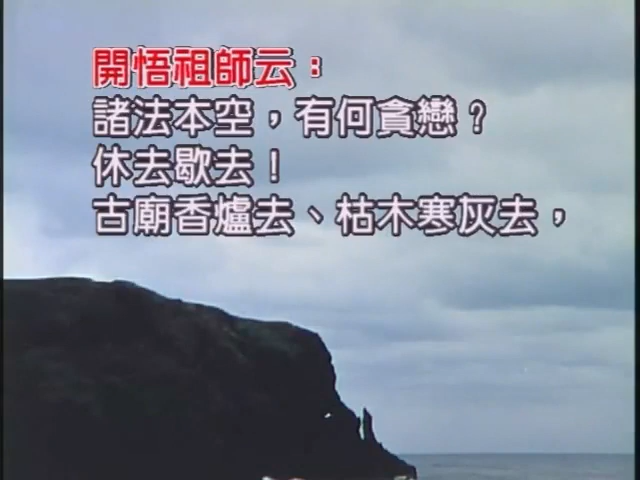 開悟祖師云：
諸法本空，有何貪戀？
休去歇去！
古廟香爐去、枯木寒灰去，